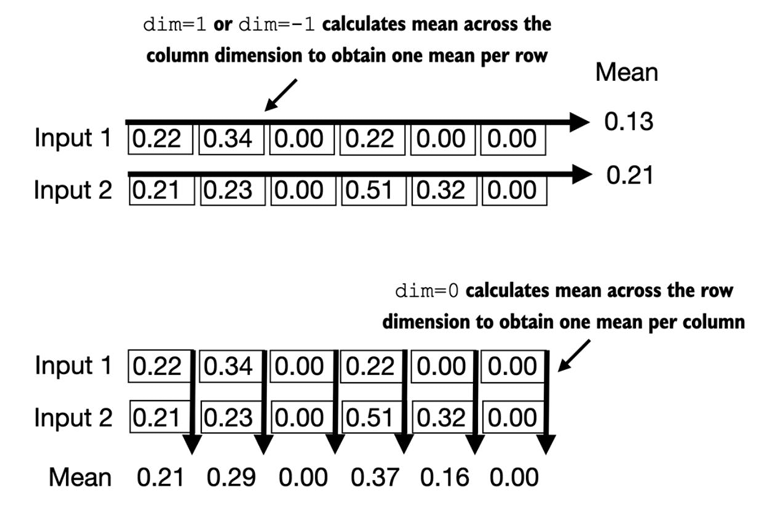 dim=1 or dim=-1 calculates mean across the
column dimension to obtain one mean per row
Mean
Input 1 0.22 0.34 0.00 0.22 0.00 0.00 0.13
Input 2 0.21 0.23 0.00 0.51 0.32 0.00 0.21
dim=0 calculates mean across the row
dimension to obtain one mean per column
Input 1 0.22 0.34 0.00 0.22 0.00 0.00
Input 2 0.21 0.23 0.00 0.51 0.32 0.00
Mean 0.21 0.29 0.00 0.37 0.16 0.00